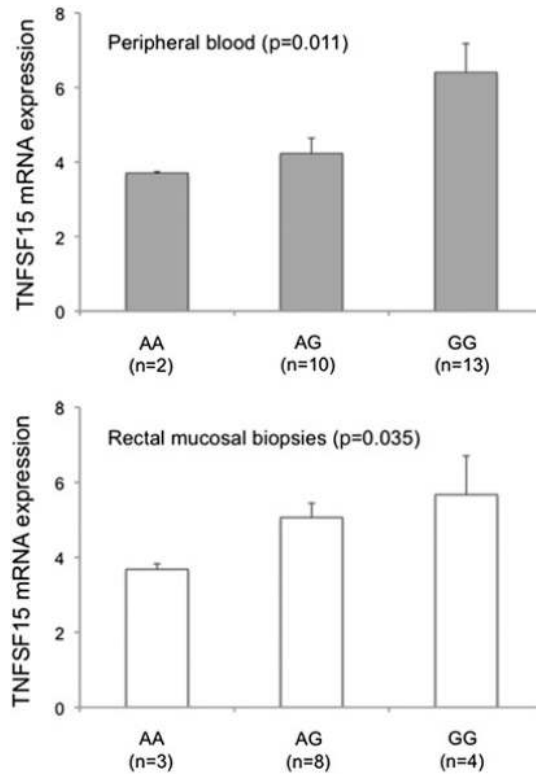 TNFSF15 mRNA expression
8
6
4
2
0
Peripheral blood (p=0.011)
AA AG GG
(n=2) (n=10) (n=13)
TNFSF15 mRNA expression
8
6
4
2
0
Rectal mucosal biopsies (p=0.035)
AA AG GG
(n=3) (n=8) (n=4)